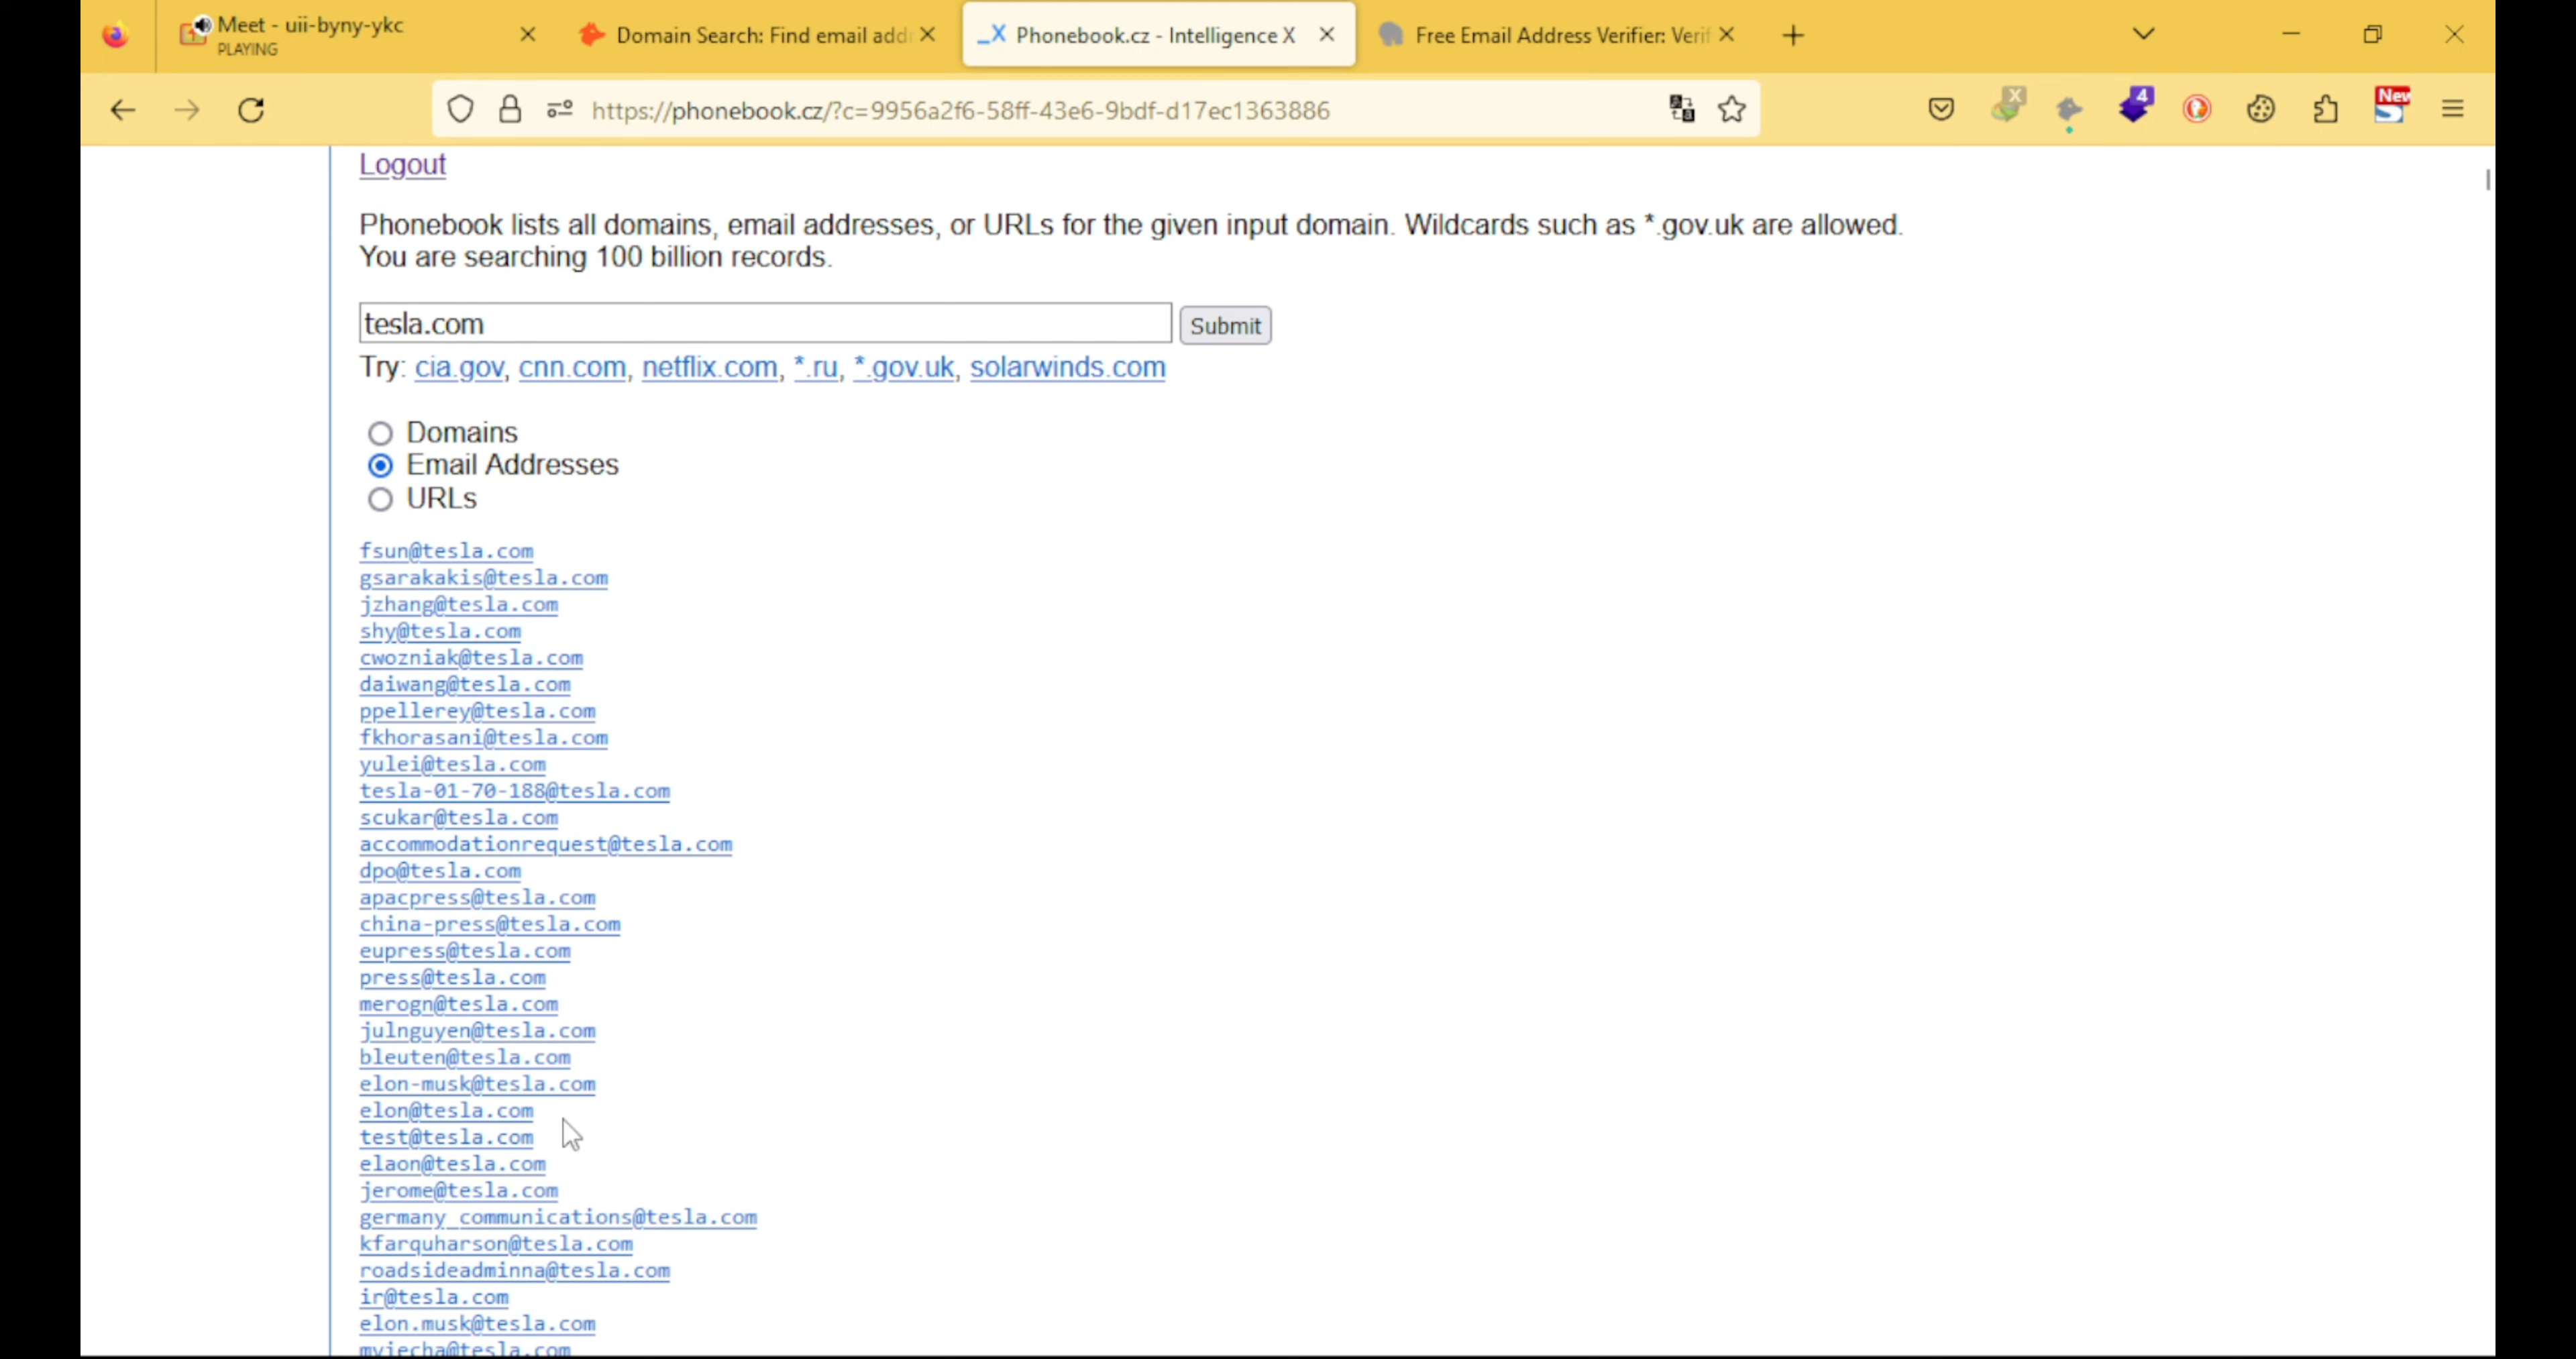 Meet - uii-byny-ykc
PLAYING
Domain Search: Find email addr
_X Phonebook.cz - Intelligence X
Free Email Address Verifier: Verif
https://phonebook.cz/?c=9956a2f6-58ff-43e6-9bdf-d17ec1363886
X
4
New
Logout
Phonebook lists all domains, email addresses, or URLs for the given input domain. Wildcards such as *.gov.uk are allowed.
You are searching 100 billion records.
tesla.com
Submit
Try: cia.gov, cnn.com, netflix.com, *.ru, *.gov.uk, solarwinds.com
Domains
Email Addresses
URLs
fsun@tesla.com
gsarakakis@tesla.com
jzhang@tesla.com
shy@tesla.com
cwozniak@tesla.com
daiwang@tesla.com
ppellerey@tesla.com
fkhorasani@tesla.com
yulei@tesla.com
tesla-01-70-188@tesla.com
scukar@tesla.com
accommodationrequest@tesla.com
dpo@tesla.com
apacpress@tesla.com
china-press@tesla.com
eupress@tesla.com
press@tesla.com
merogn@tesla.com
julnguyen@tesla.com
bleuten@tesla.com
elon-musk@tesla.com
elon@tesla.com
test@tesla.com
elaon@tesla.com
jerome@tesla.com
germany_communications@tesla.com
kfarquharson@tesla.com
roadsideadminna@tesla.com
ir@tesla.com
elon.musk@tesla.com